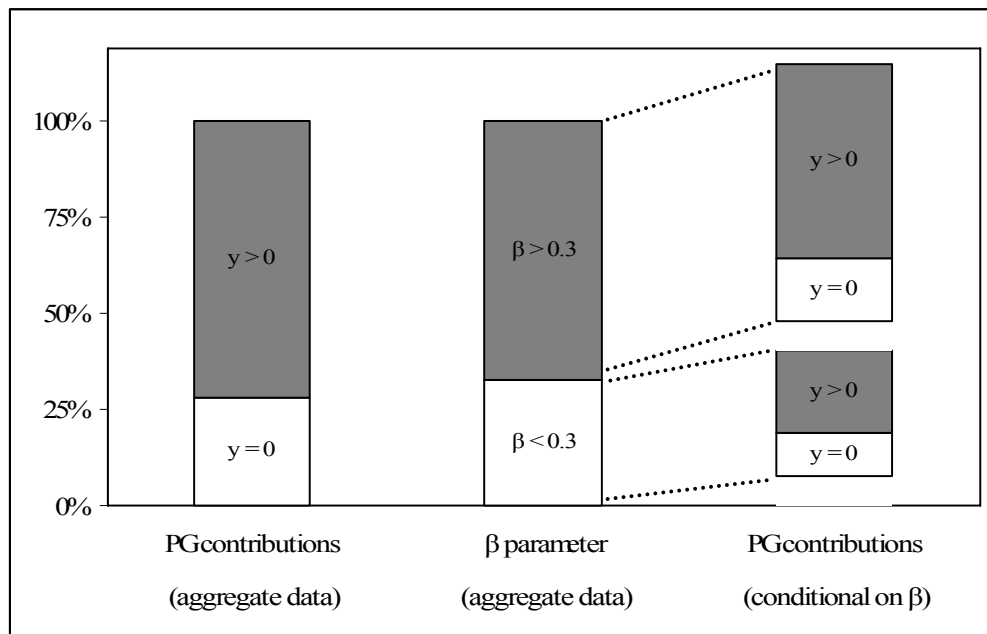 100%
75%
50%
25%
0%
y > 0
y = 0
β > 0.3
β < 0.3
y > 0
y = 0
y > 0
y = 0
PG contributions
(aggregate data)
β parameter
(aggregate data)
PG contributions
(conditional on β)